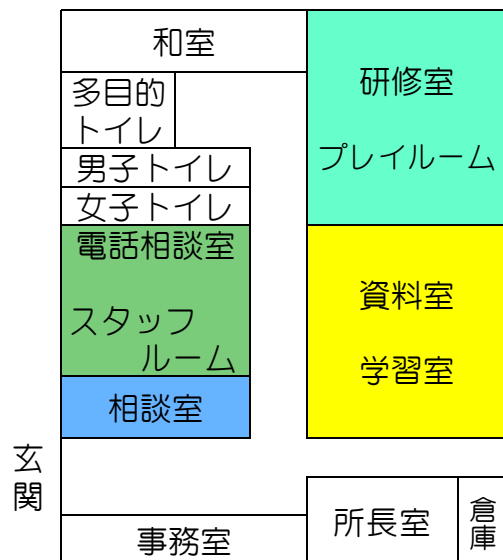 和室
多目的
トイレ
男子トイレ
女子トイレ
電話相談室
スタッフ
ルーム
相談室
研修室
プレイルーム
資料室
学習室
玄
関
事務室
所長室
倉
庫